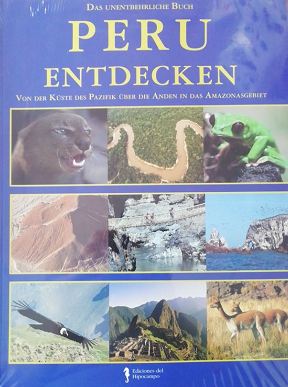 DAS UNENTBEHRLICHE BUCH
PERU
ENTDECKEN
VON DER KÜSTE DES PAZIFIK ÜBER DIE ANDEN IN DAS AMAZONASGEBIET
Ediciones del
Hipocampo